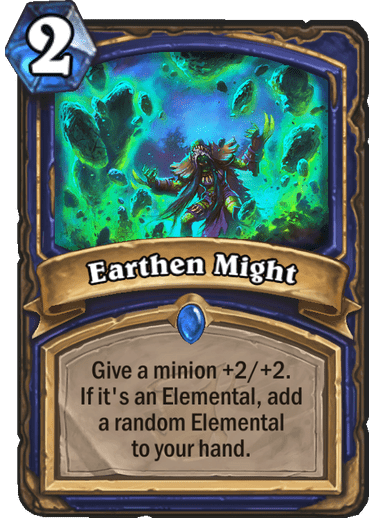 2
Earthen Might
Give a minion +2/+2.
If it's an Elemental, add
a random Elemental
to your hand.